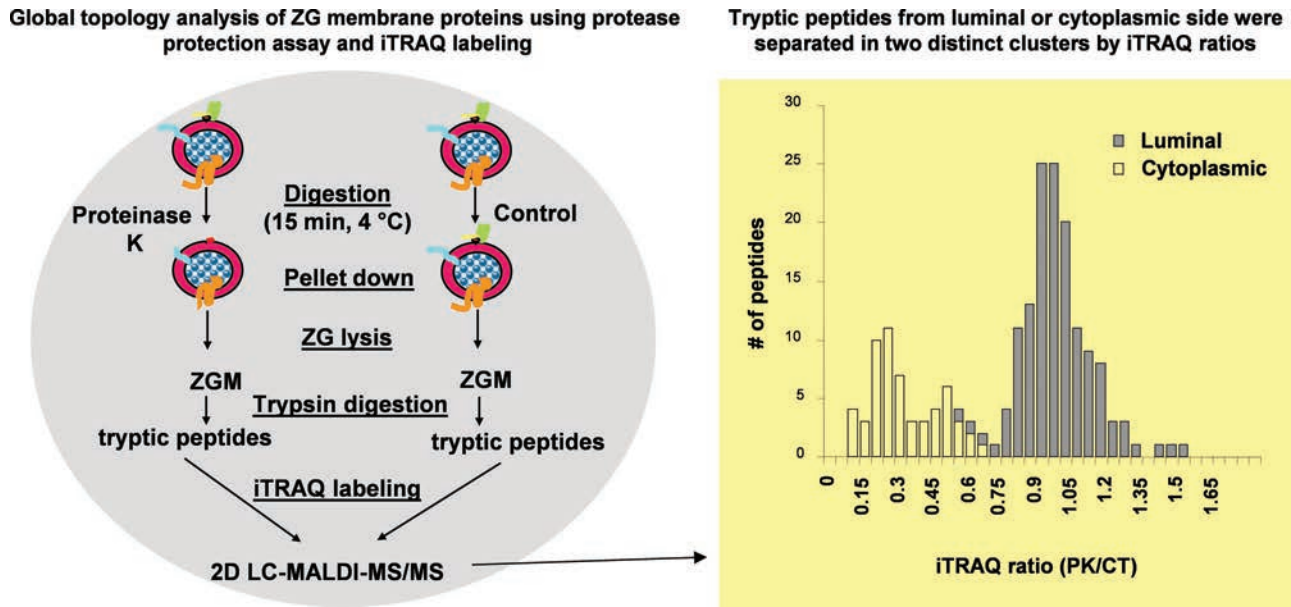 Global topology analysis of ZG membrane proteins using protease
protection assay and iTRAQ labeling
Proteinase
K
Digestion
(15 min, 4 °C)
Control
Pellet down
ZG lysis
ZGM
ZGM
Trypsin digestion
tryptic peptides
tryptic peptides
iTRAQ labeling
2D LC-MALDI-MS/MS
Tryptic peptides from luminal or cytoplasmic side were
separated in two distinct clusters by iTRAQ ratios
30
25
20
15
10
5
0
# of peptides
Luminal
Cytoplasmic
0
0.15
0.3
0.45
0.6
0.75
0.9
1.05
1.2
1.35
1.5
1.65
iTRAQ ratio (PK/CT)